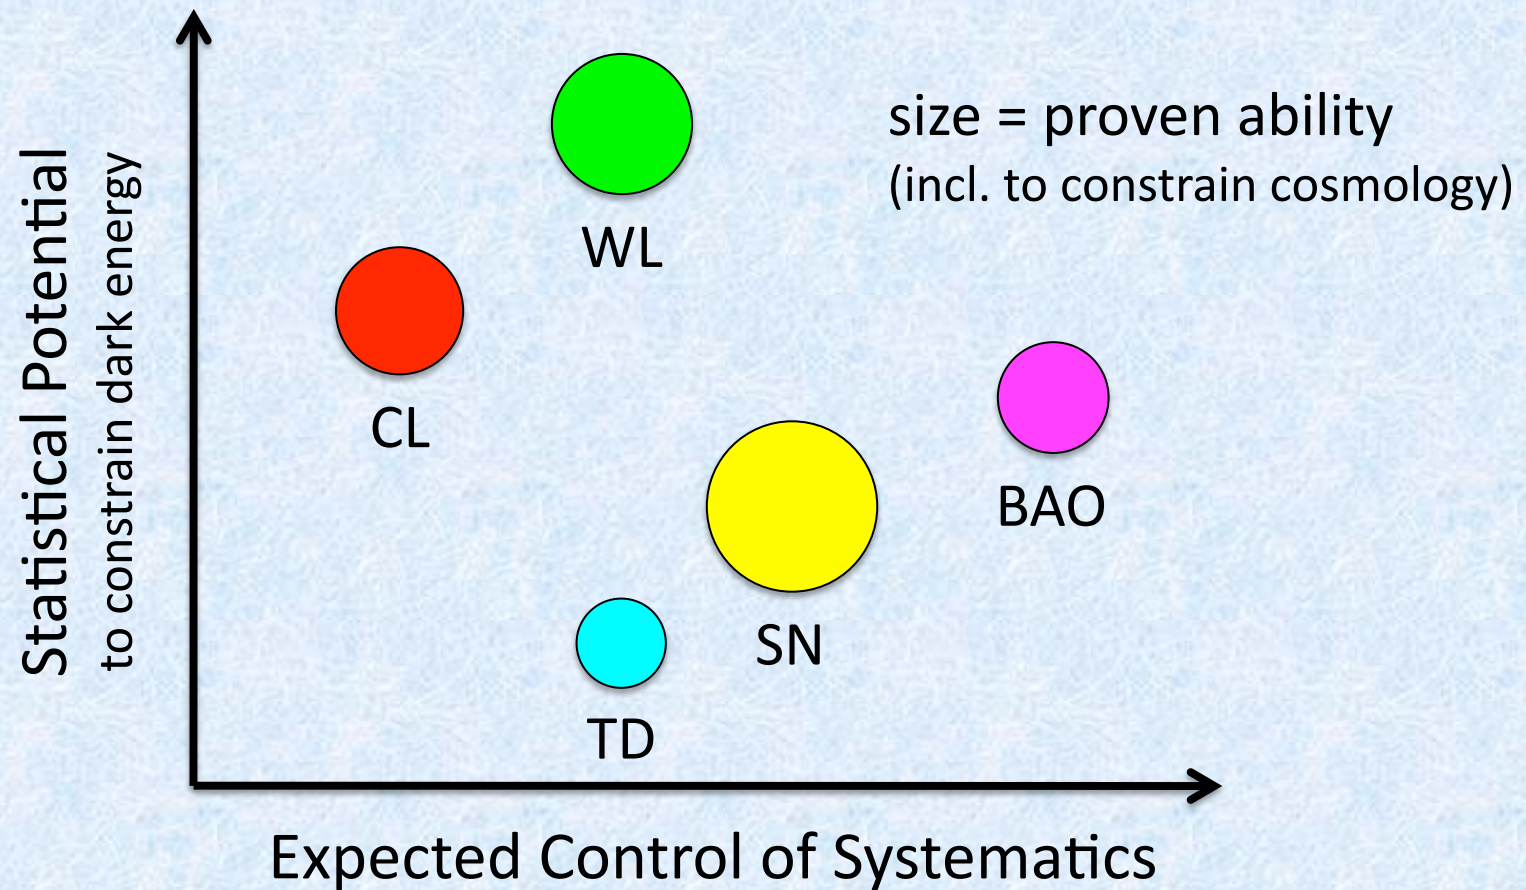 Statistical Potential
to constrain dark energy
size = proven ability
(incl. to constrain cosmology)
WL
CL
BAO
SN
TD
Expected Control of Systematics